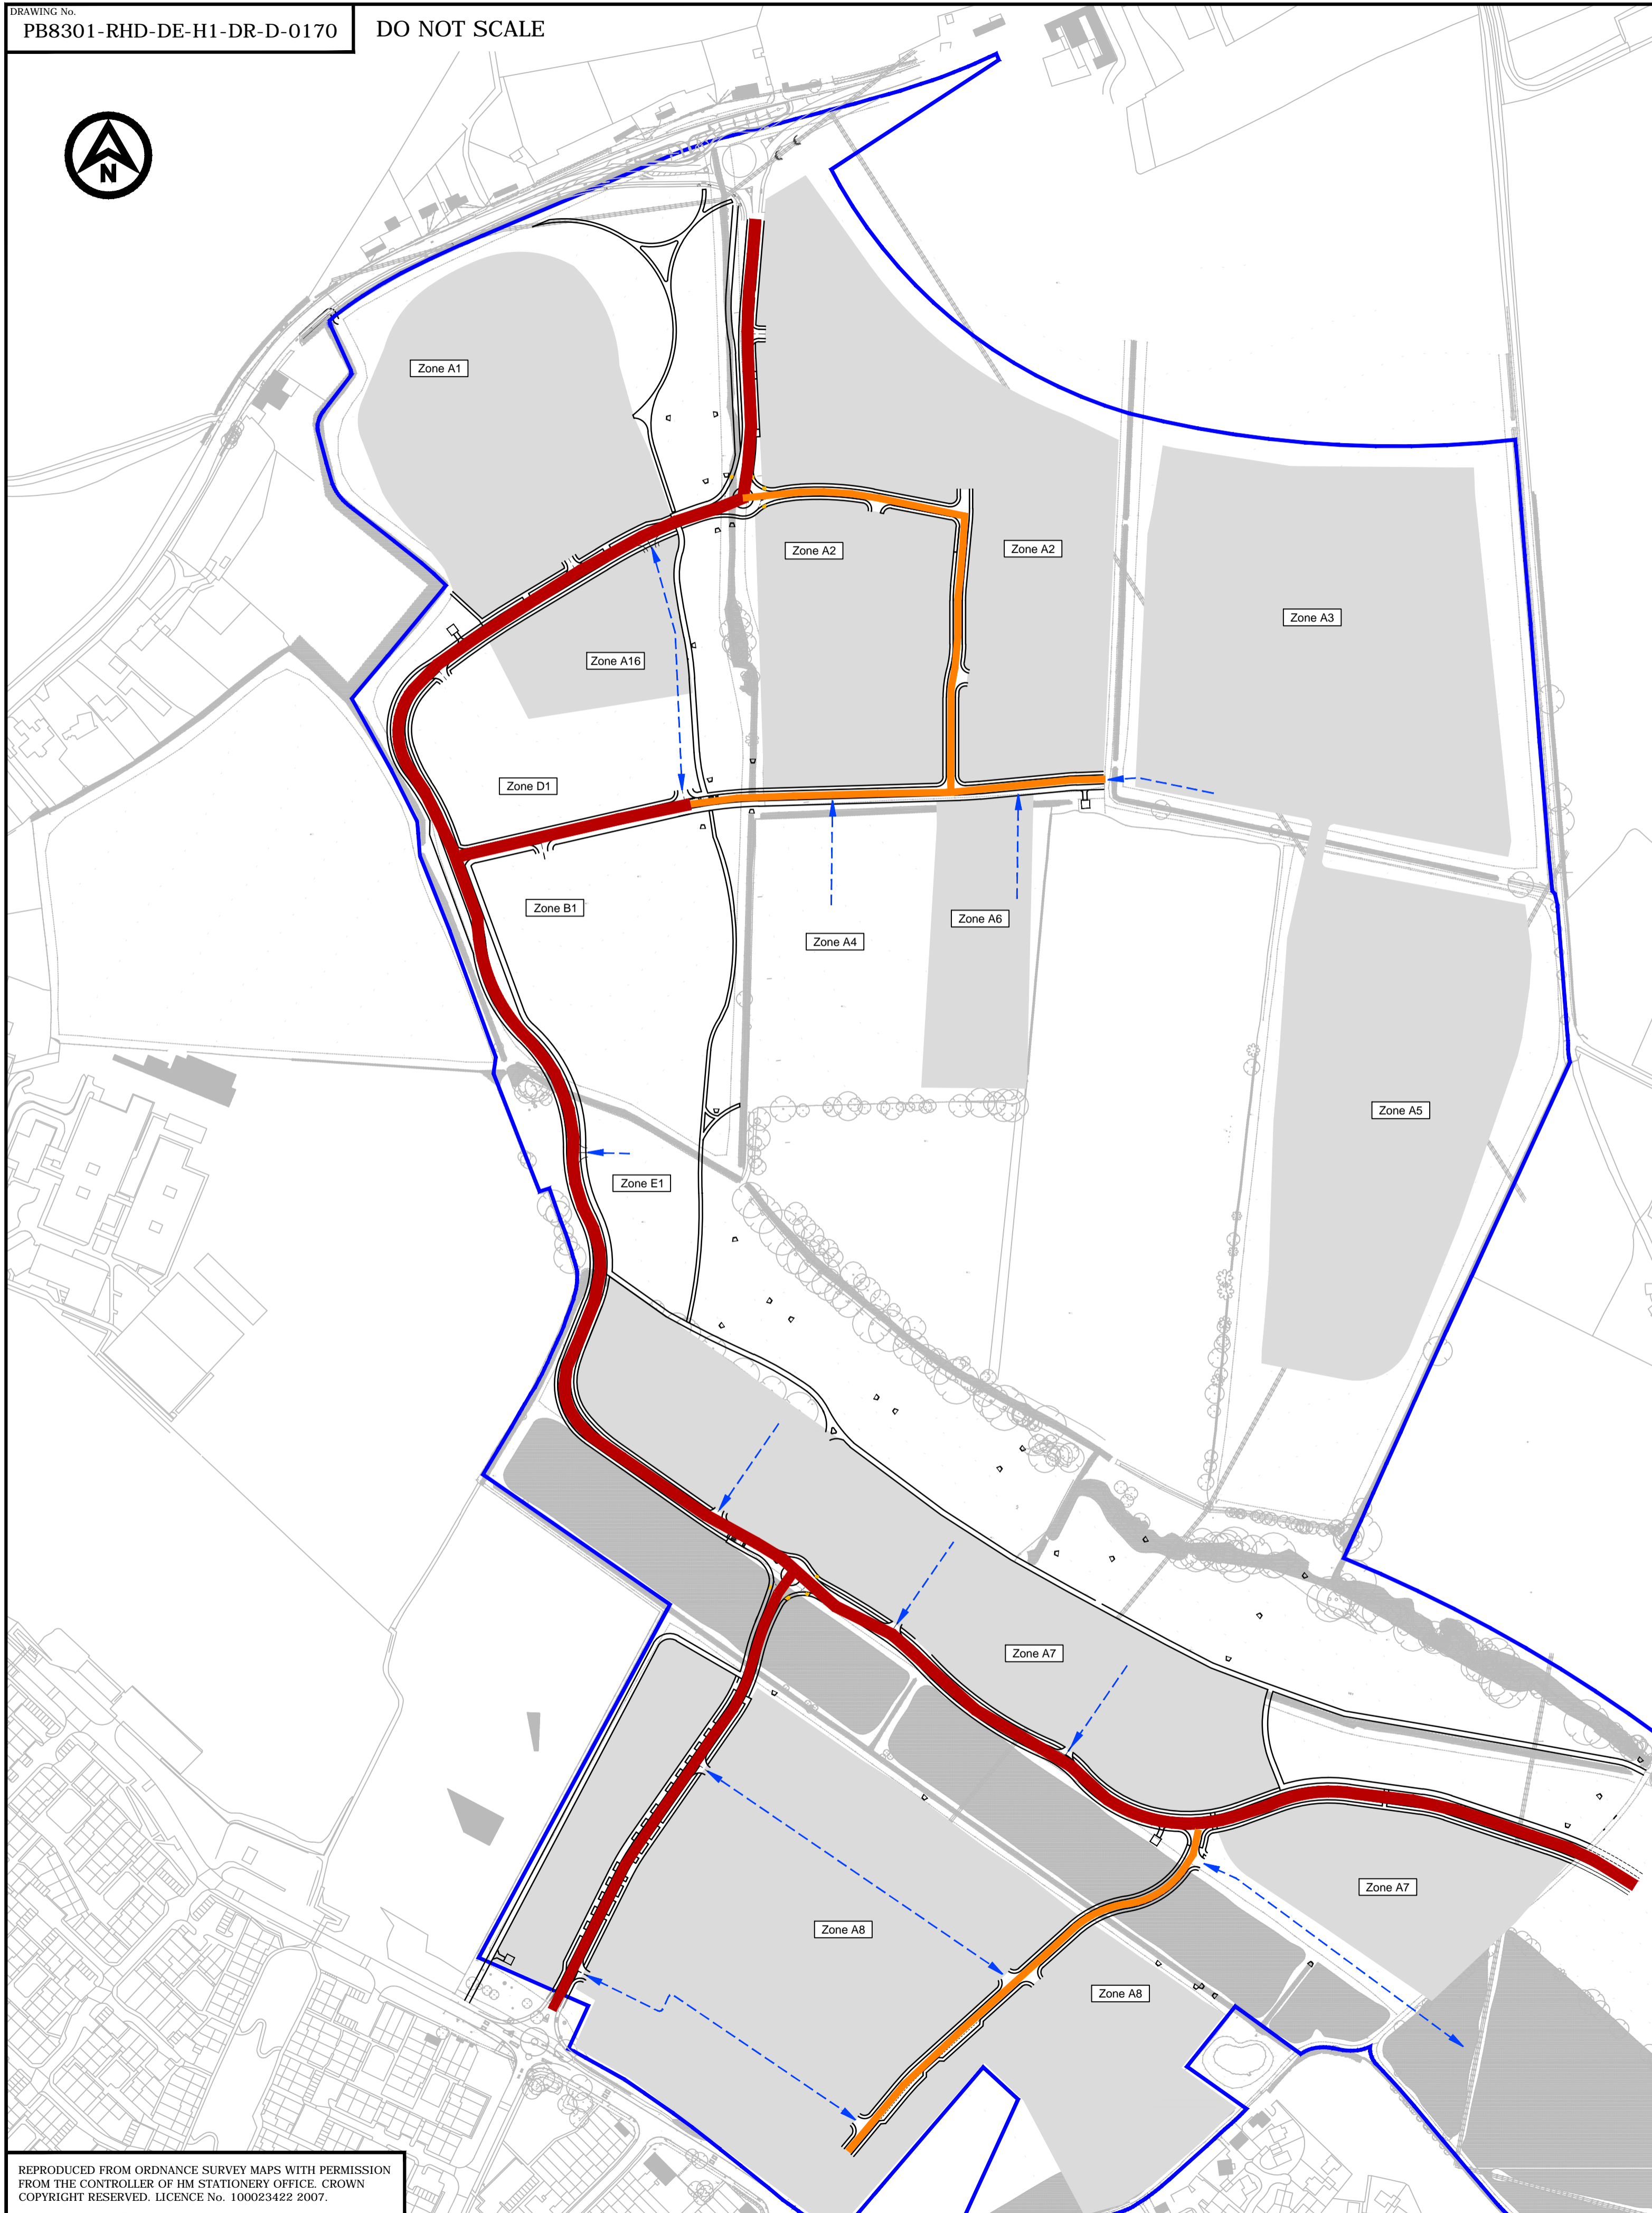 DRAWING No.
PB8301-RHD-DE-H1-DR-D-0170
DO NOT SCALE
N
Zone A1
Zone A2
Zone A2
Zone A3
Zone A16
Zone D1
Zone B1
Zone A4
Zone A6
Zone A5
Zone E1
Zone A7
Zone A7
Zone A8
Zone A8
REPRODUCED FROM ORDNANCE SURVEY MAPS WITH PERMISSION
FROM THE CONTROLLER OF HM STATIONERY OFFICE. CROWN
COPYRIGHT RESERVED. LICENCE No. 100023422 2007.